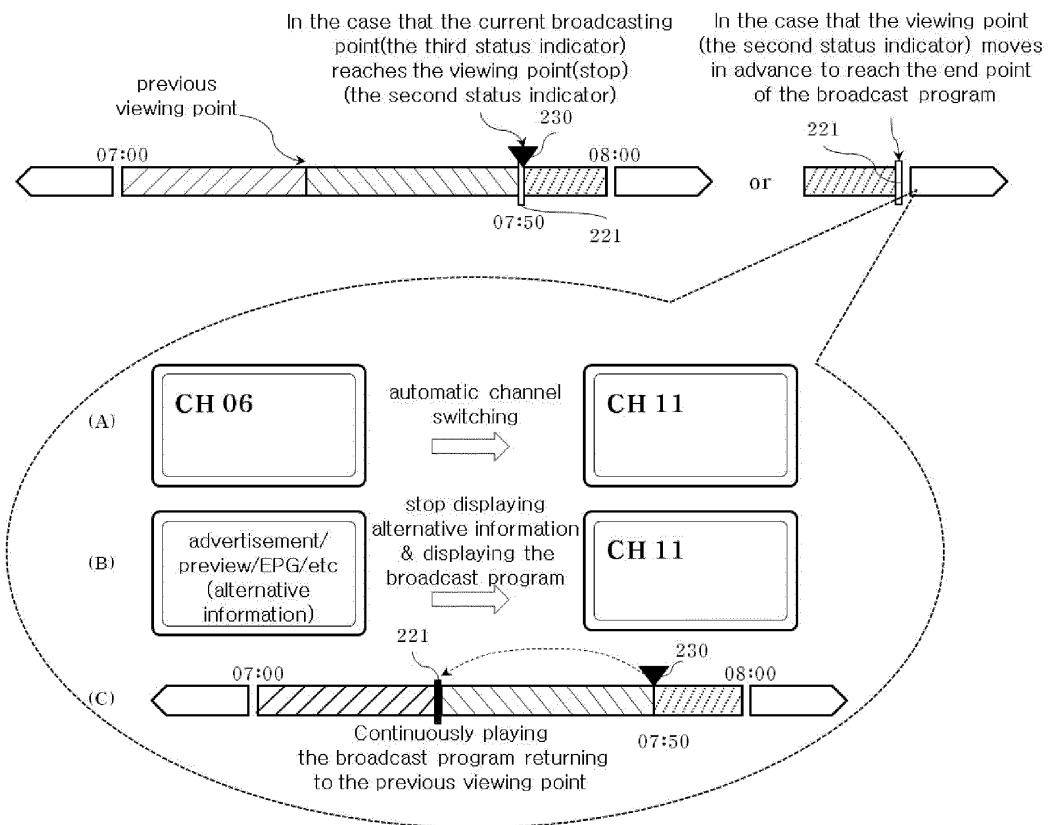 In the case that the current broadcasting
point(the third status indicator)
reaches the viewing point(stop)
(the second status indicator)
In the case that the viewing point
(the second status indicator) moves
in advance to reach the end point
of the broadcast program
previous
viewing point
230
221
07:00
08:00
or
07:50
221
(A)
CH 06
automatic channel
switching
CH 11
(B)
advertisement/
preview/EPG/etc
(alternative
information)
stop displaying
alternative information
& displaying the
broadcast program
CH 11
221
230
07:00
08:00
(C)
Continuously playing
the broadcast program returning
to the previous viewing point
07:50